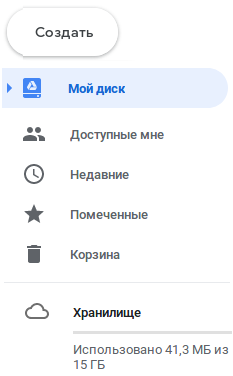 Создать
Мой диск
Доступные мне
Недавние
Помеченные
Корзина
Хранилище
Использовано 41,3 МБ из
15 ГБ